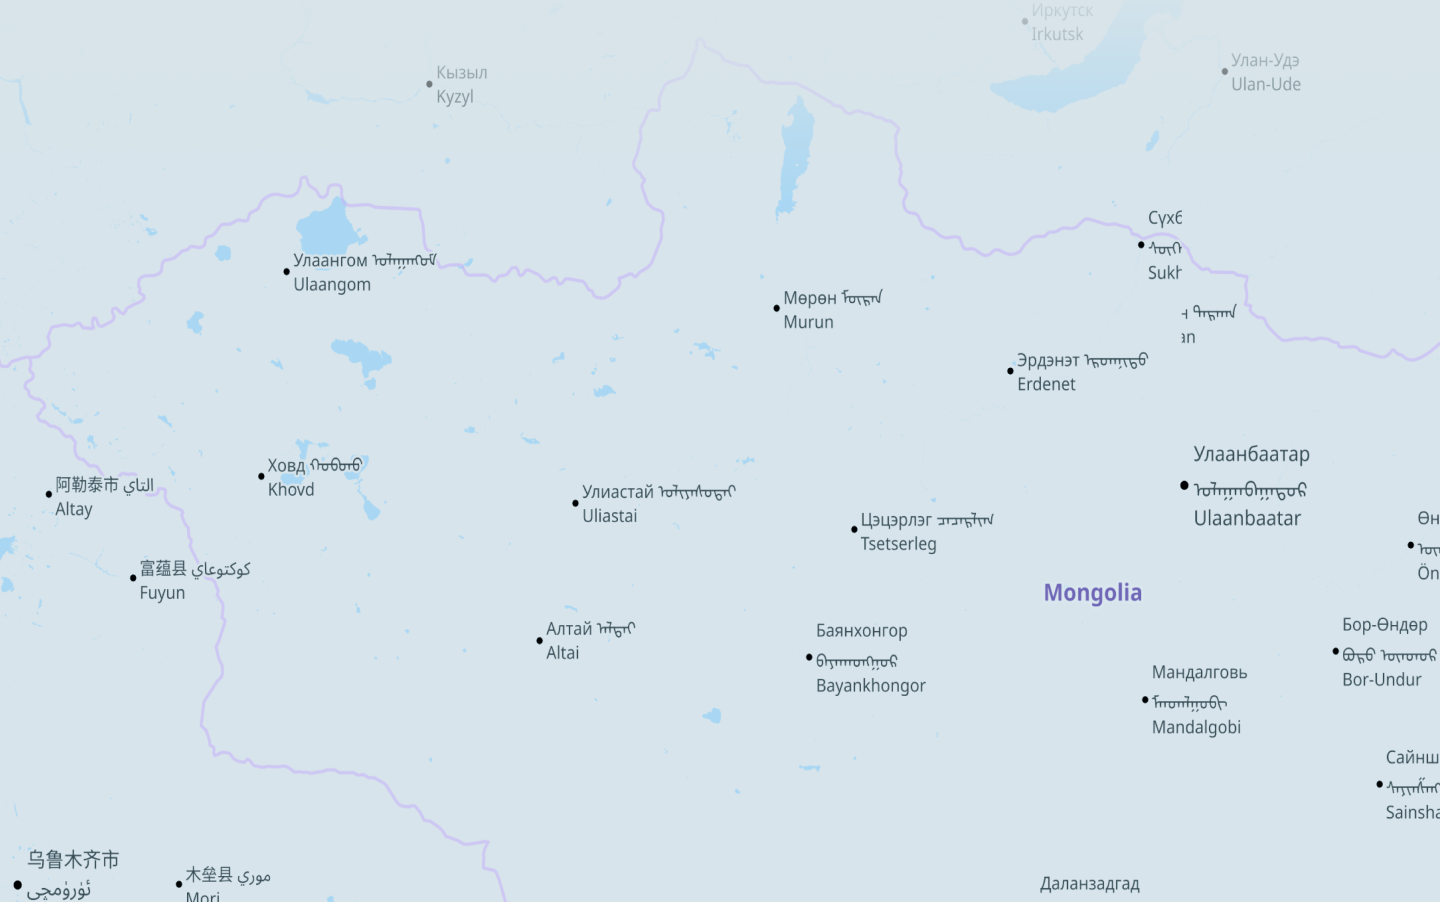 Иркутск
Irkutsk
Улан-Удэ
Ulan-Ude
Кызыл
Kyzyl
Сүхб
Sukh
Улаангом
Ulaangom
Мөрөн
Murun
н
an
Эрдэнэт
Erdenet
Улаанбаатар
Ulaanbaatar
Ховд
Khovd
阿勒泰市 التاي
Altay
Улиастай
Uliastai
Цэцэрлэг
Tsetserleg
Өн
Ön
富蕴县 كوكتوعاي
Fuyun
Mongolia
Алтай
Altai
Баянхонгор
Bayankhongor
Бор-Өндөр
Bor-Undur
Мандалговь
Mandalgobi
Сайнш
Sainsha
乌鲁木齐市
ئۈرۈمچى
木垒县 موري
Mori
Даланзадгад